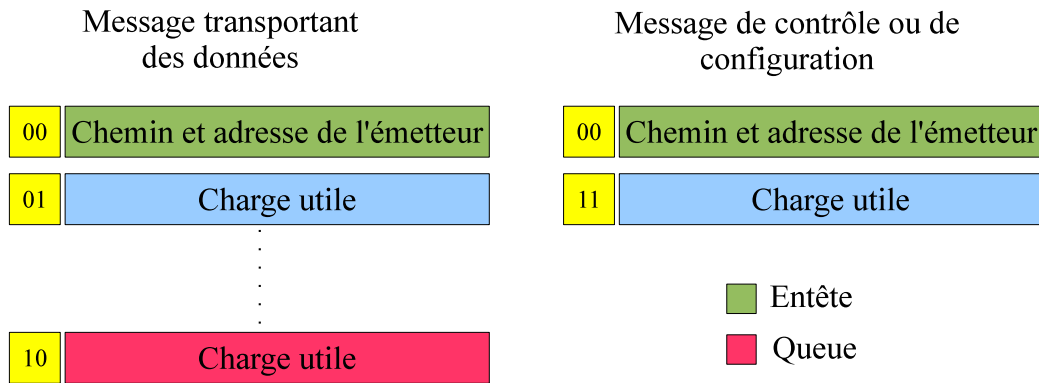 Message transportant
des données
00 Chemin et adresse de l'émetteur
01 Charge utile
10 Charge utile
Message de contrôle ou de
configuration
00 Chemin et adresse de l'émetteur
11 Charge utile
Entête
Queue